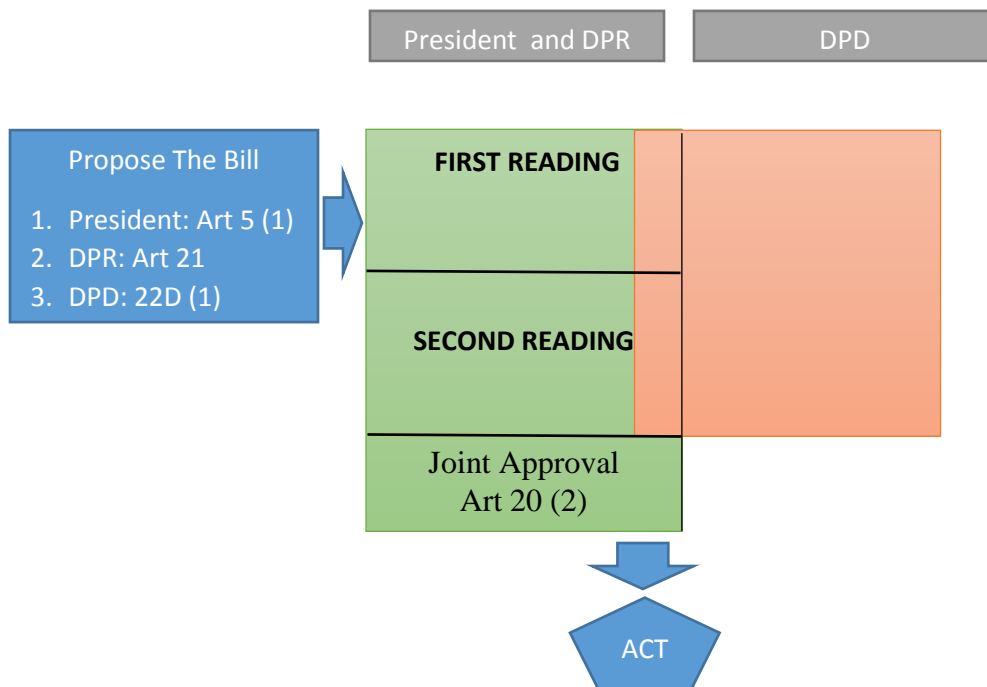 President and DPR
DPD
Propose The Bill
1. President: Art 5 (1)
2. DPR: Art 21
3. DPD: 22D (1)
FIRST READING
SECOND READING
Joint Approval
Art 20 (2)
ACT